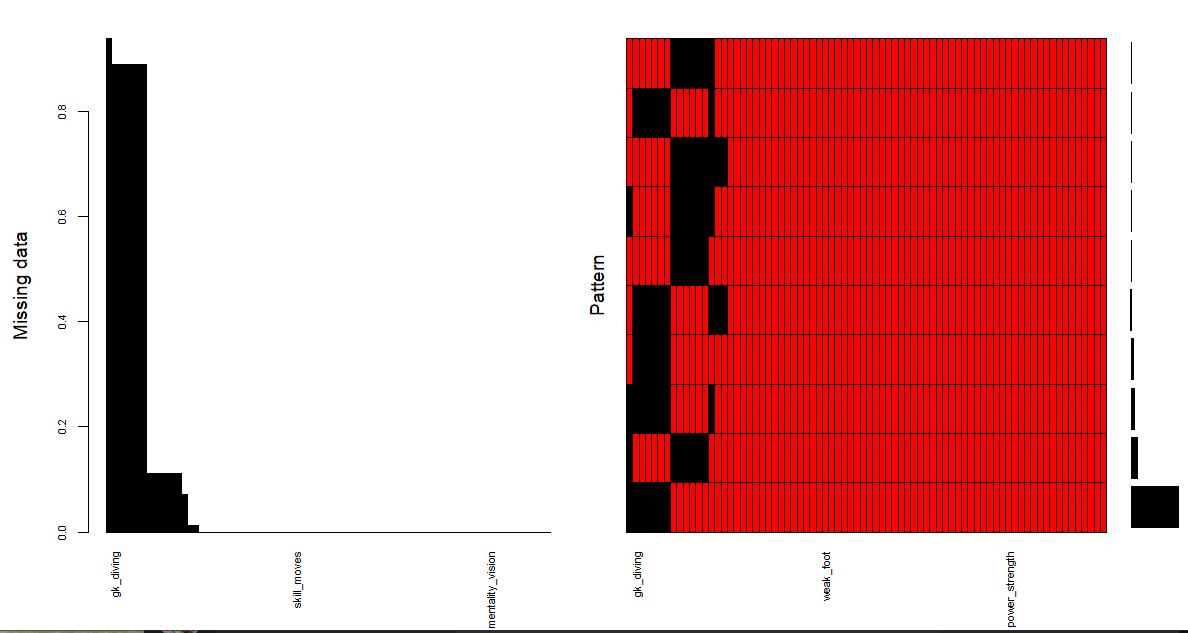 Missing data
0.0
0.2
0.4
0.6
0.8
gk_diving
skill_moves
mentality_vision
Pattern
gk_diving
weak_foot
power_strength